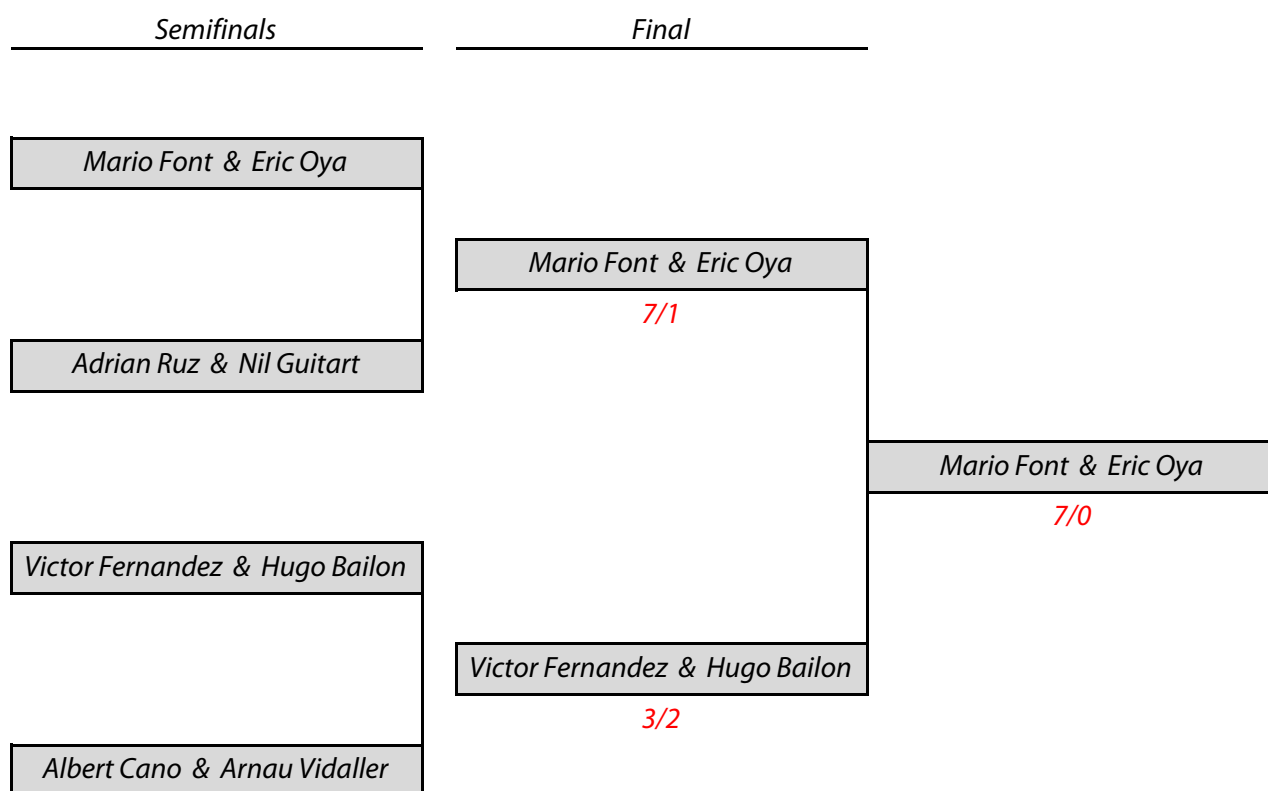 Semifinals
Final
Mario Font & Eric Oya
Mario Font & Eric Oya
7/1
Adrian Ruz & Nil Guitart
Mario Font & Eric Oya
7/0
Victor Fernandez & Hugo Bailon
Victor Fernandez & Hugo Bailon
3/2
Albert Cano & Arnau Vidaller